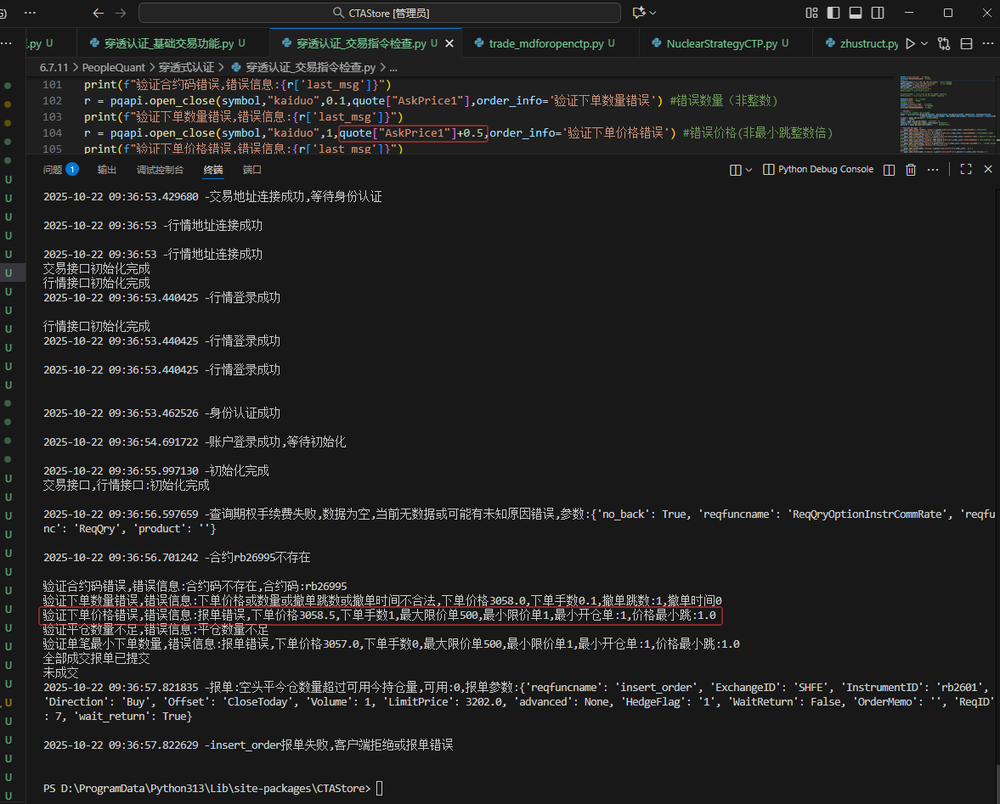 CTAStore [管理员]
.py U
穿透认证_基础交易功能.py U
穿透认证_交易指令检查.py U
trade_mdforopenctp.py U
NuclearStrategyCTP.py U
zhustruct.py
6.7.11 > PeopleQuant > 穿透式认证 > 穿透认证_交易指令检查.py > ...
101 print(f"验证合约码错误,错误信息:{r['last_msg']}")
102 r = pqapi.open_close(symbol,"kaiduo",0.1,quote["AskPrice1"],order_info='验证下单数量错误') #错误数量（非整数)
103 print(f"验证下单数量错误,错误信息:{r['last_msg']}")
104 r = pqapi.open_close(symbol,"kaiduo",1,quote["AskPrice1"]+0.5,order_info='验证下单价格错误') #错误价格(非最小跳整数倍)
105 print(f"验证下单价格错误,错误信息:{r['last_msg']}")
问题 1 输出 调试控制台 终端 端口
Python Debug Console
2025-10-22 09:36:53.429680 -交易地址连接成功,等待身份认证
2025-10-22 09:36:53 -行情地址连接成功
2025-10-22 09:36:53 -行情地址连接成功
交易接口初始化完成
行情接口初始化完成
2025-10-22 09:36:53.440425 -行情登录成功
行情接口初始化完成
2025-10-22 09:36:53.440425 -行情登录成功
2025-10-22 09:36:53.440425 -行情登录成功
2025-10-22 09:36:53.462526 -身份认证成功
2025-10-22 09:36:54.691722 -账户登录成功,等待初始化
2025-10-22 09:36:55.997130 -初始化完成
交易接口,行情接口:初始化完成
2025-10-22 09:36:56.597659 -查询期权手续费失败,数据为空,当前无数据或可能有未知原因错误,参数:{'no_back': True, 'reqfuncname': 'ReqQryOptionInstrCommRate', 'reqfu
nc': 'ReqQry', 'product': ''}
2025-10-22 09:36:56.701242 -合约rb26995不存在
验证合约码错误,错误信息:合约码不存在,合约码:rb26995
验证下单数量错误,错误信息:下单价格或数量或撤单跳数或撤单时间不合法,下单价格3058.0,下单手数0.1,撤单跳数:1,撤单时间0
验证下单价格错误,错误信息:报单错误,下单价格3058.5,下单手数1,最大限价单500,最小限价单1,最小开仓单:1,价格最小跳:1.0
验证平仓数量不足,错误信息:平仓数量不足
验证单笔最小下单数量,错误信息:报单错误,下单价格3057.0,下单手数0,最大限价单500,最小限价单1,最小开仓单:1,价格最小跳:1.0
全部成交报单已提交
未成交
2025-10-22 09:36:57.821835 -报单:空头平今仓数量超过可用今持仓量,可用:0,报单参数:{'reqfuncname': 'insert_order', 'ExchangeID': 'SHFE', 'InstrumentID': 'rb2601',
'Direction': 'Buy', 'Offset': 'CloseToday', 'Volume': 1, 'LimitPrice': 3202.0, 'advanced': None, 'HedgeFlag': '1', 'WaitReturn': False, 'OrderMemo': '', 'ReqID'
: 7, 'wait_return': True}
2025-10-22 09:36:57.822629 -insert_order报单失败,客户端拒绝或报单错误
PS D:\ProgramData\Python313\Lib\site-packages\CTAStore>